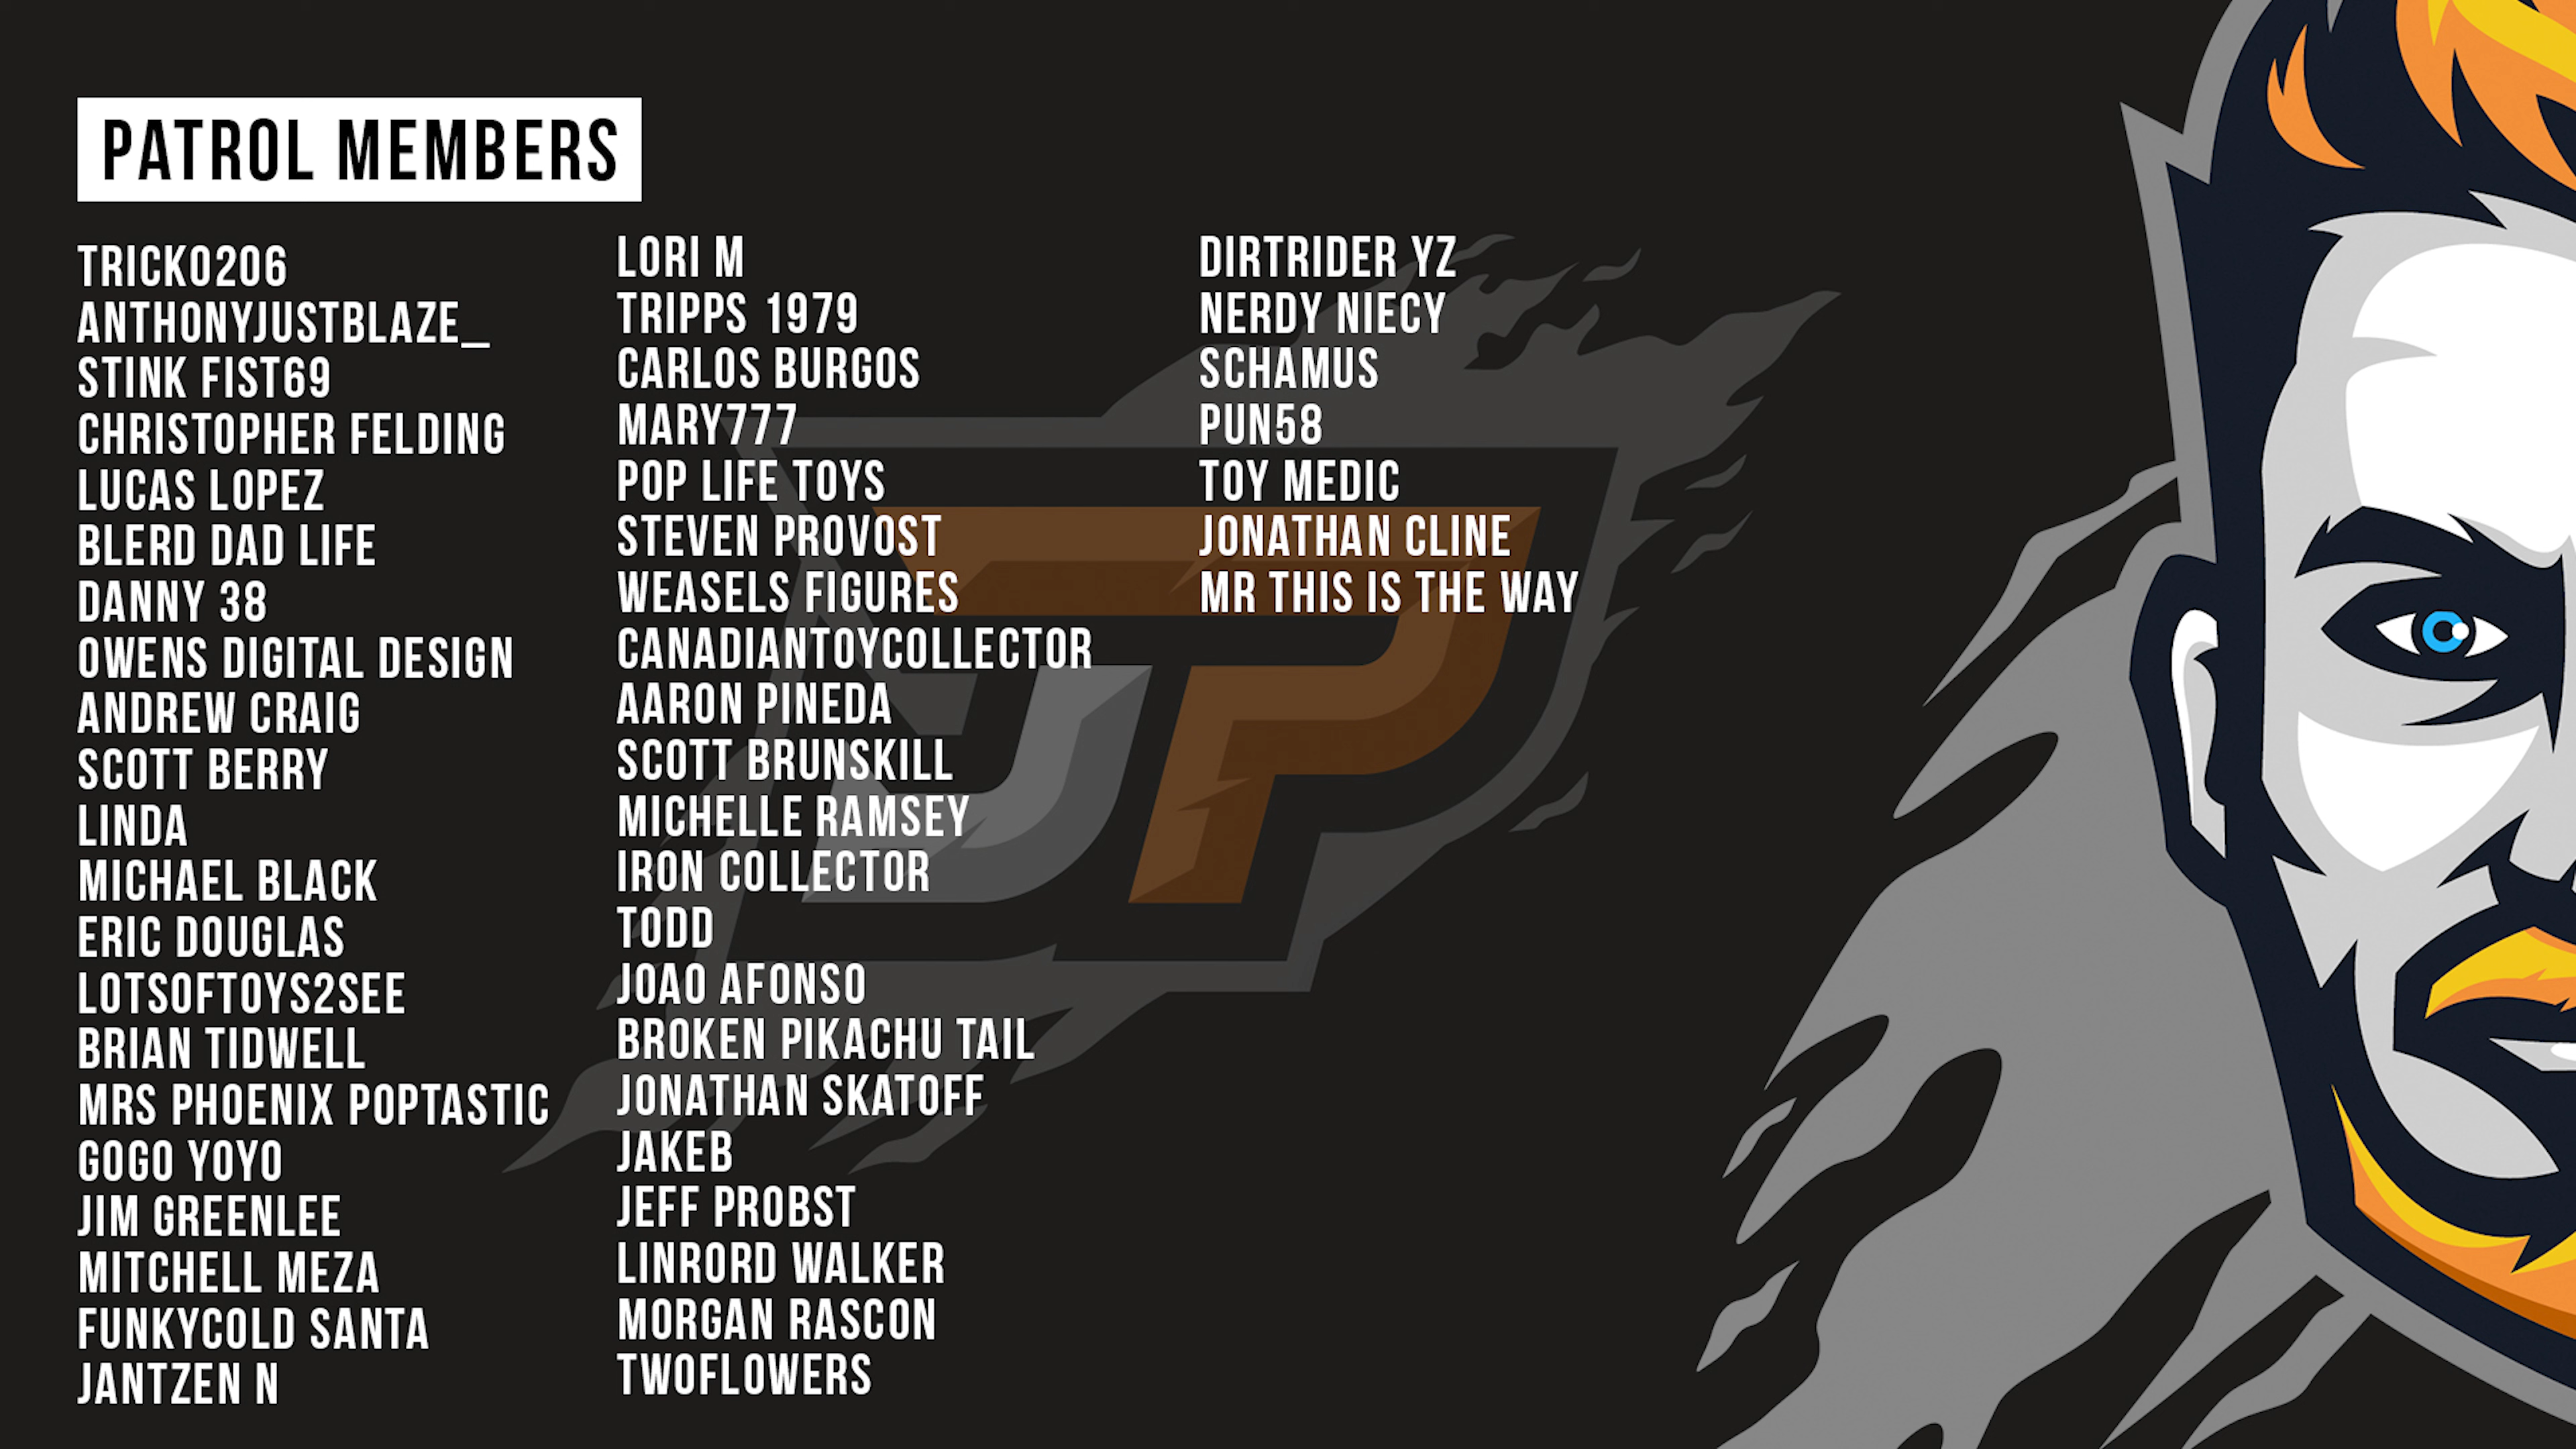 PATROL MEMBERS
TRICK0206
ANTHONYJUSTBLAZE_
STINK FIST69
CHRISTOPHER FELDING
LUCAS LOPEZ
BLERD DAD LIFE
DANNY 38
OWENS DIGITAL DESIGN
ANDREW CRAIG
SCOTT BERRY
LINDA
MICHAEL BLACK
ERIC DOUGLAS
LOTSOFTOYS2SEE
BRIAN TIDWELL
MRS PHOENIX POPTASTIC
GOGO YOYO
JIM GREENLEE
MITCHELL MEZA
FUNKYCOLD SANTA
JANTZEN N
LORI M
TRIPPS 1979
CARLOS BURGOS
MARY777
POP LIFE TOYS
STEVEN PROVOST
WEASELS FIGURES
CANADIANTOYCOLLECTOR
AARON PINEDA
SCOTT BRUNSKILL
MICHELLE RAMSEY
IRON COLLECTOR
TODD
JOAO AFONSO
BROKEN PIKACHU TAIL
JONATHAN SKATOFF
JAKEB
JEFF PROBST
LINRORD WALKER
MORGAN RASCON
TWOFLOWERS
DIRTRIDER YZ
NERDY NIECY
SCHAMUS
PUN58
TOY MEDIC
JONATHAN CLINE
MR THIS IS THE WAY
JP